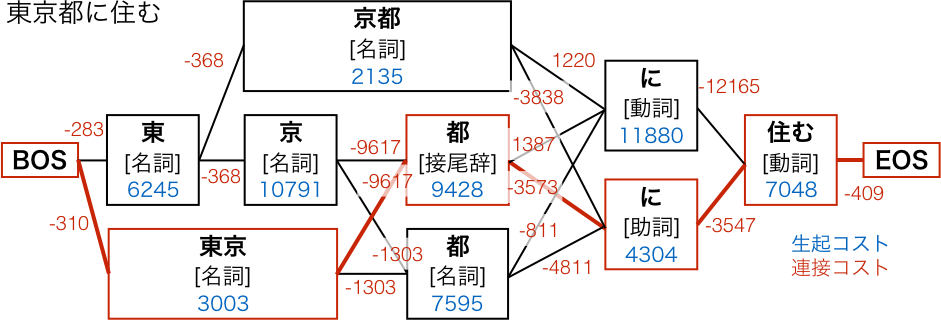 東京都に住む
京都
[名詞]
2135
-368
1220
-3838
に
[動詞]
11880
-12165
BOS
-283
東
[名詞]
6245
-368
京
[名詞]
10791
-9617
-9617
都
[接尾辞]
9428
1387
-3573
住む
[動詞]
7048
EOS
-409
-310
東京
[名詞]
3003
-1303
-1303
都
[名詞]
7595
-811
-4811
に
[助詞]
4304
-3547
生起コスト
連接コスト